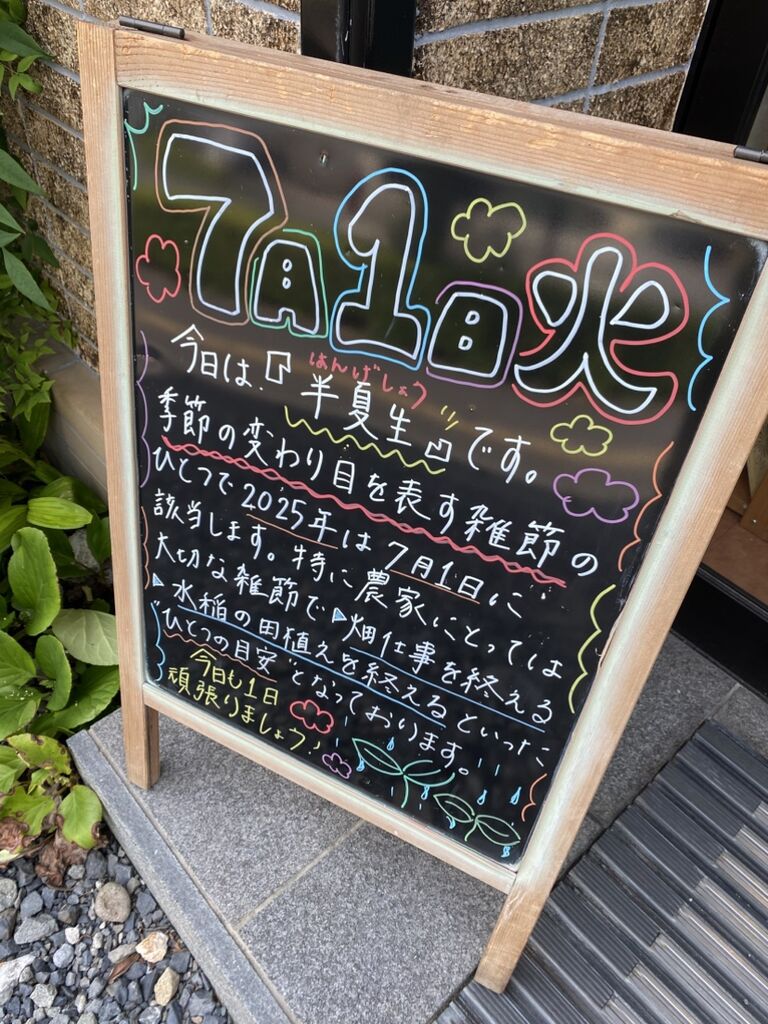 7月1日火
はんげしょう
今日は、『半夏生』です。
季節の変わり目を表す雑節の
ひとつで2025年は7月1日に
該当します。特に農家にとっては
大切な雑節で▶畑仕事を終える
▶水稲の田植えを終えるといった
"ひとつの目安"となっております。
今日も1日
頑張りましょう!